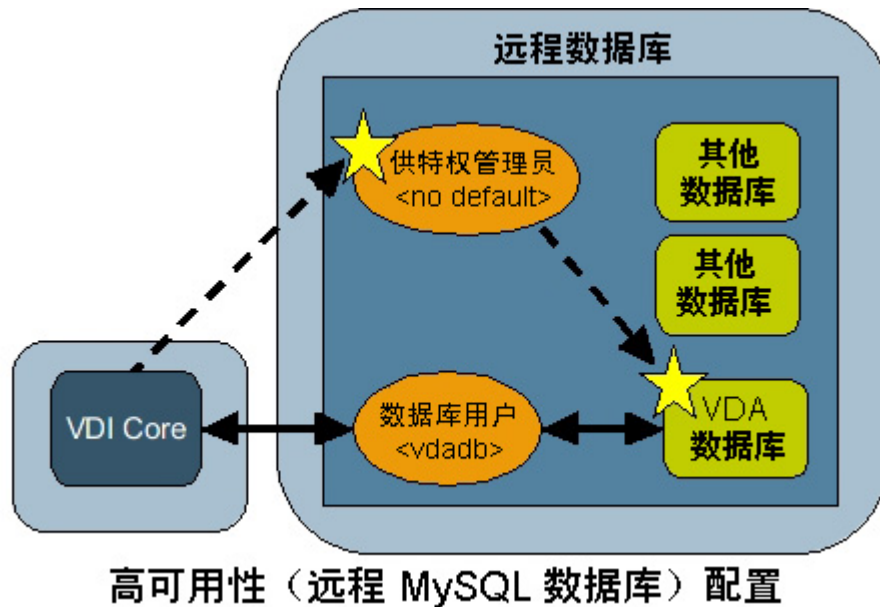 远程数据库
供特权管理员
<no default>
其他
数据库
其他
数据库
VDI Core
数据库用户
<vdadb>
VDA
数据库
高可用性（远程 MySQL 数据库）配置